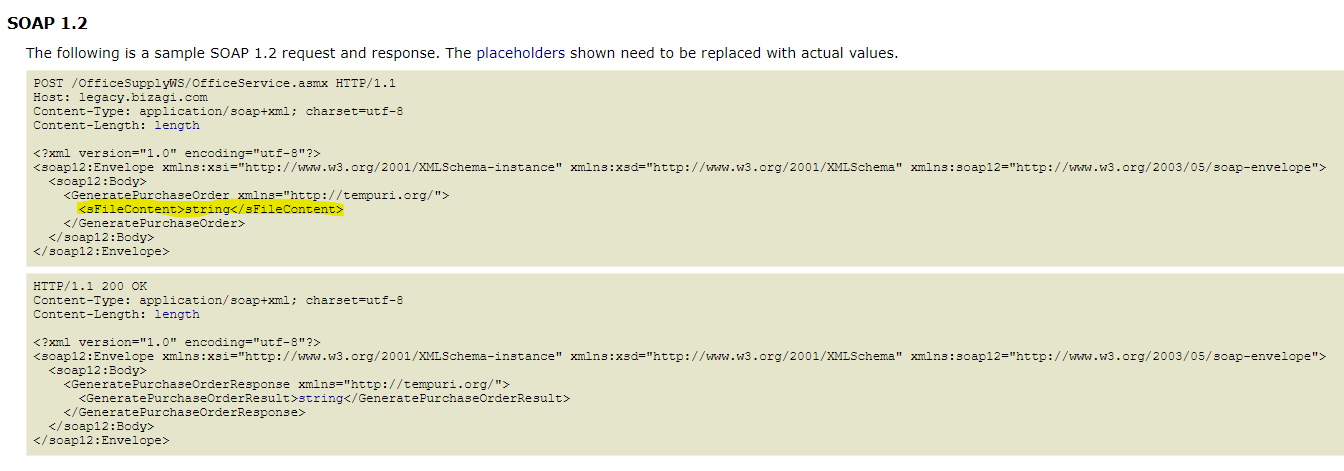 SOAP 1.2
The following is a sample SOAP 1.2 request and response. The placeholders shown need to be replaced with actual values.
POST /OfficeSupplyWS/OfficeService.asmx HTTP/1.1
Host: legacy.bizagi.com
Content-Type: application/soap+xml; charset=utf-8
Content-Length: length
<?xml version="1.0" encoding="utf-8"?>
<soap12:Envelope xmlns:xsi="http://www.w3.org/2001/XMLSchema-instance" xmlns:xsd="http://www.w3.org/2001/XMLSchema" xmlns:soap12="http://www.w3.org/2003/05/soap-envelope">
<soap12:Body>
<GeneratePurchaseOrder xmlns="http://tempuri.org/">
<sFileContent>string</sFileContent>
</GeneratePurchaseOrder>
</soap12:Body>
</soap12:Envelope>
HTTP/1.1 200 OK
Content-Type: application/soap+xml; charset=utf-8
Content-Length: length
<?xml version="1.0" encoding="utf-8"?>
<soap12:Envelope xmlns:xsi="http://www.w3.org/2001/XMLSchema-instance" xmlns:xsd="http://www.w3.org/2001/XMLSchema" xmlns:soap12="http://www.w3.org/2003/05/soap-envelope">
<soap12:Body>
<GeneratePurchaseOrderResponse xmlns="http://tempuri.org/">
<GeneratePurchaseOrderResult>string</GeneratePurchaseOrderResult>
</GeneratePurchaseOrderResponse>
</soap12:Body>
</soap12:Envelope>